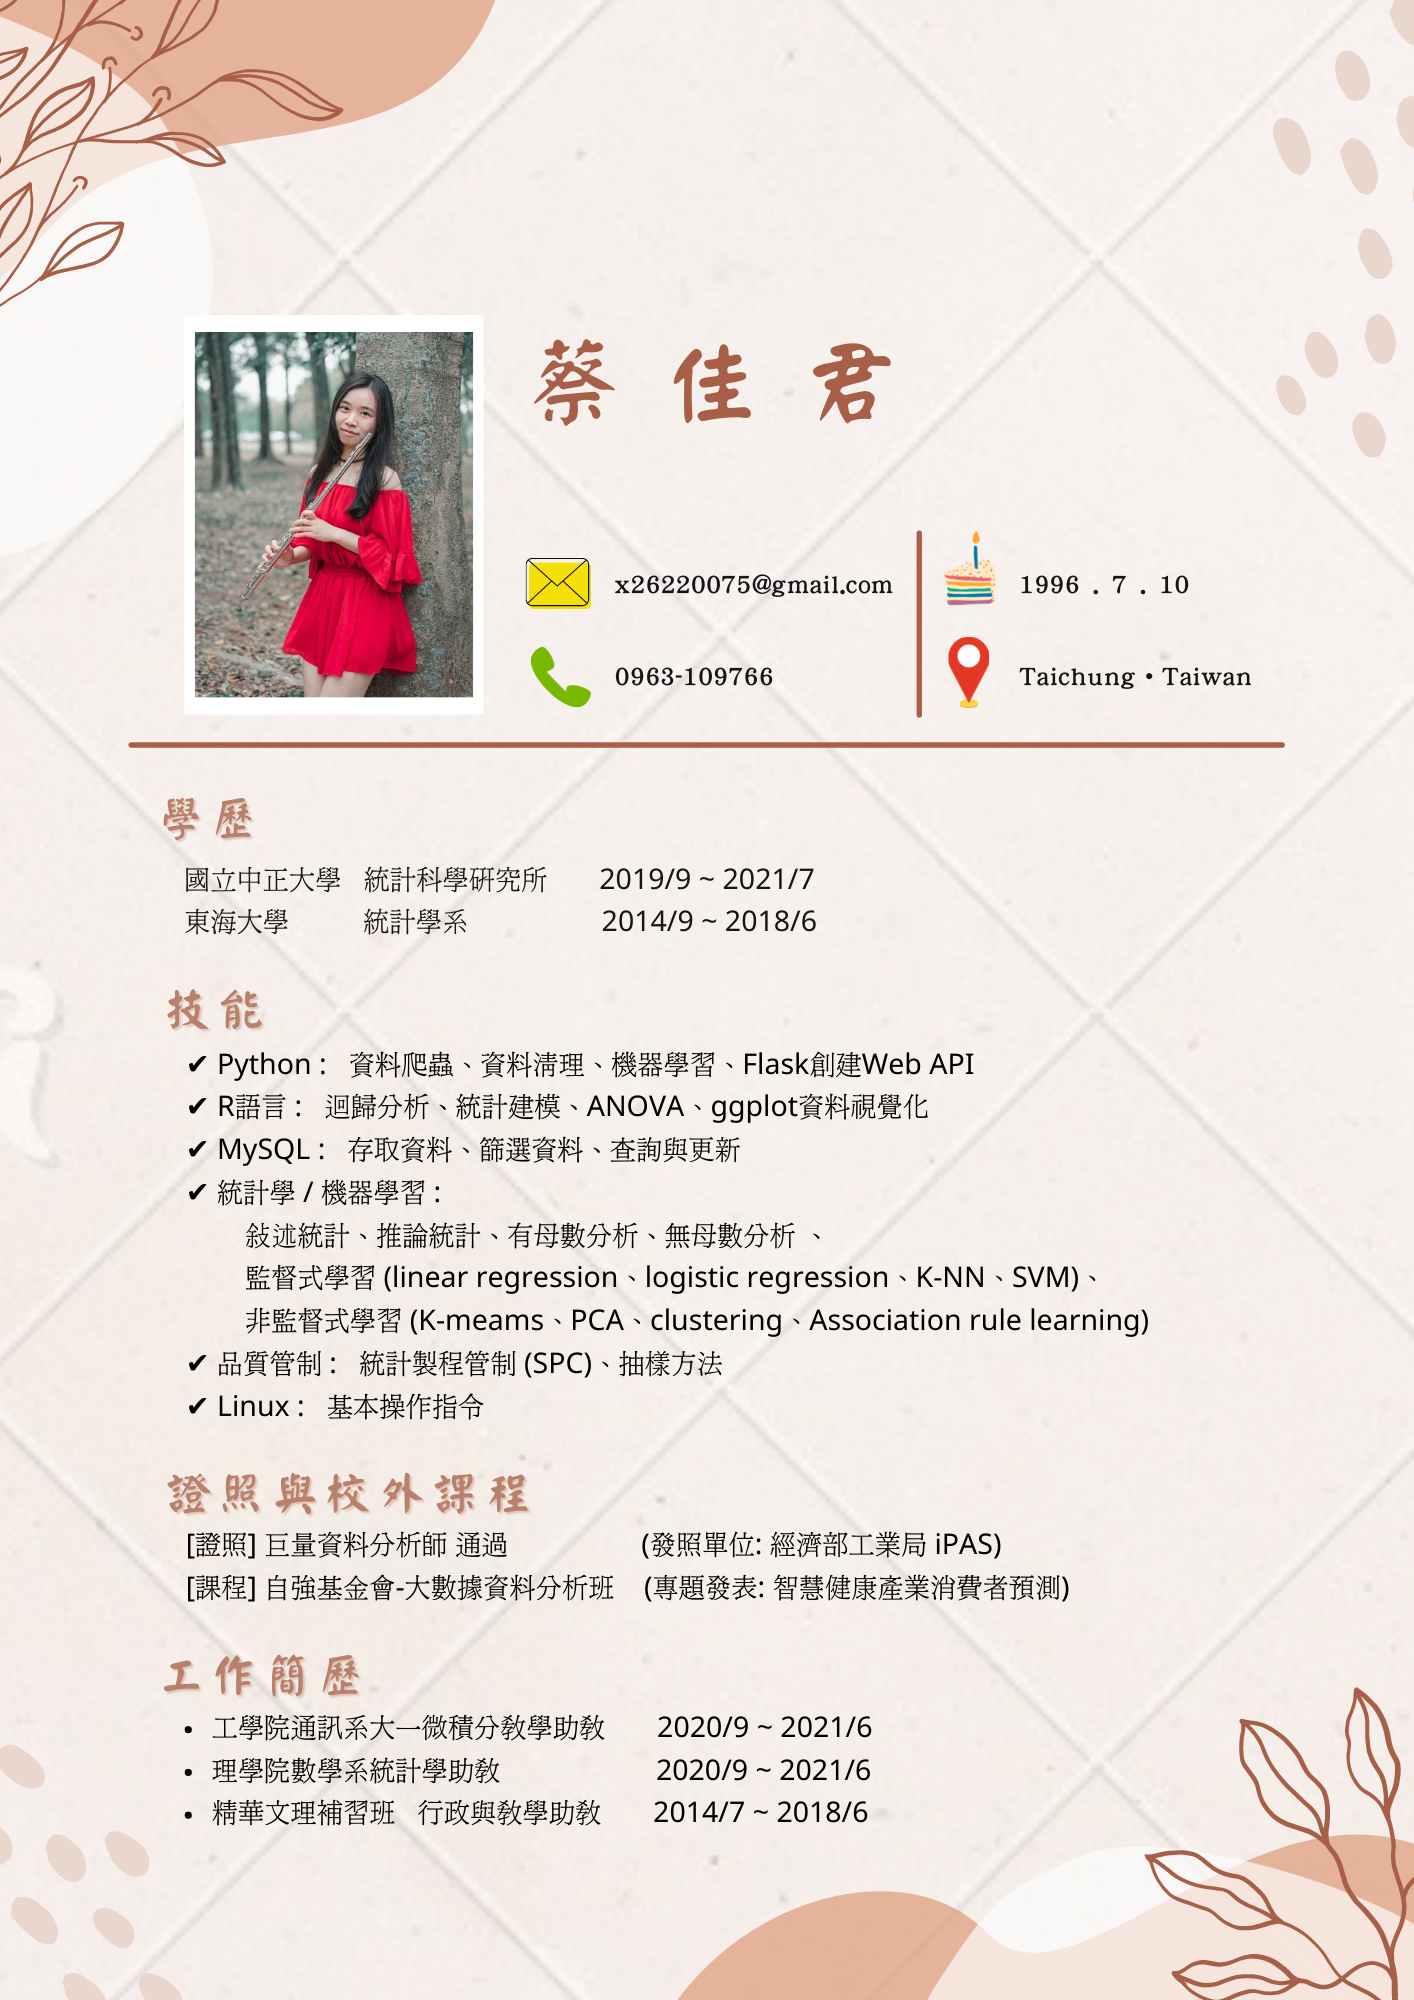 蔡佳君
x26220075@gmail.com
1996 . 7 . 10
0963-109766
Taichung・Taiwan
學歷
國立中正大學 統計科學研究所 2019/9 ~ 2021/7
東海大學 統計學系 2014/9 ~ 2018/6
技能
✔ Python : 資料爬蟲、資料清理、機器學習、Flask創建Web API
✔ R語言 : 迴歸分析、統計建模、ANOVA、ggplot資料視覺化
✔ MySQL : 存取資料、篩選資料、查詢與更新
✔ 統計學 / 機器學習 :
敍述統計、推論統計、有母數分析、無母數分析 、
監督式學習 (linear regression、logistic regression、K-NN、SVM)、
非監督式學習 (K-meams、PCA、clustering、Association rule learning)
✔ 品質管制 : 統計製程管制 (SPC)、抽樣方法
✔ Linux : 基本操作指令
證照與校外課程
[證照] 巨量資料分析師 通過 (發照單位: 經濟部工業局 iPAS)
[課程] 自強基金會-大數據資料分析班 (專題發表: 智慧健康產業消費者預測)
工作簡歷
• 工學院通訊系大一微積分教學助教 2020/9 ~ 2021/6
• 理學院數學系統計學助教 2020/9 ~ 2021/6
• 精華文理補習班 行政與教學助教 2014/7 ~ 2018/6